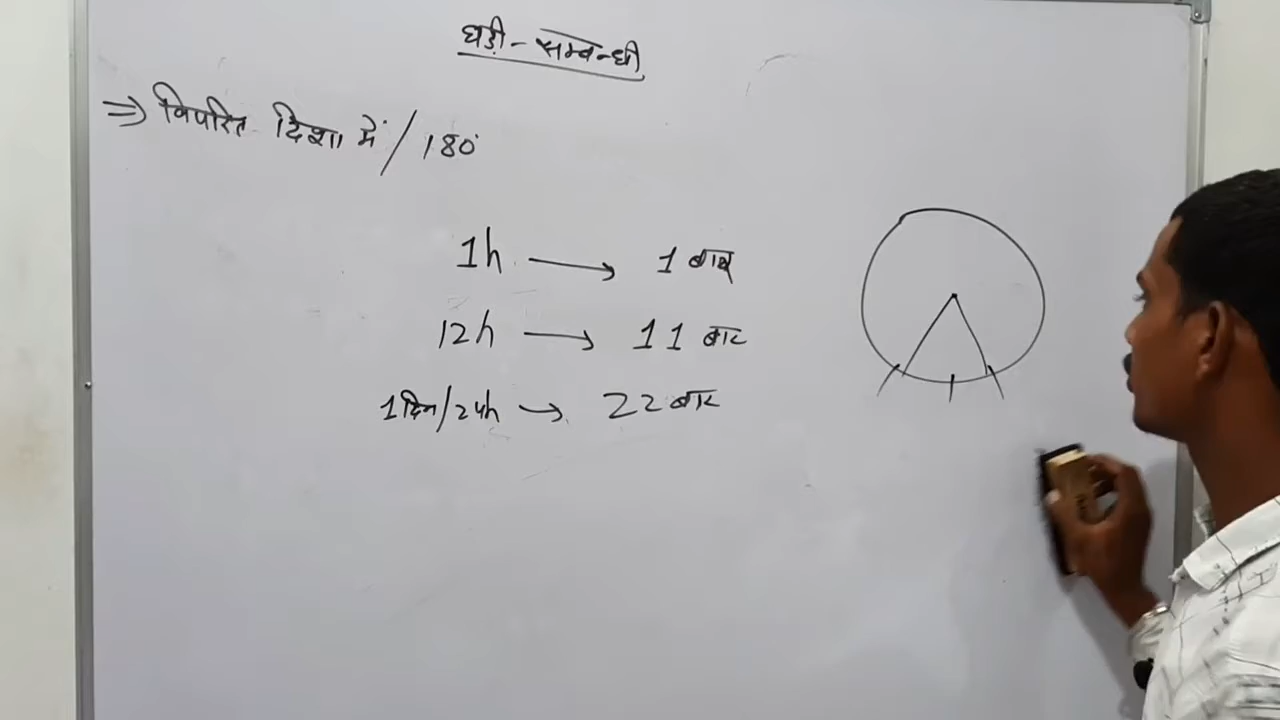 घड़ी - सम्बन्धी
⇒ विपरित दिशा में / 180°
1h → 1 बार
12h → 11 बार
1दिन/24h → 22 बार